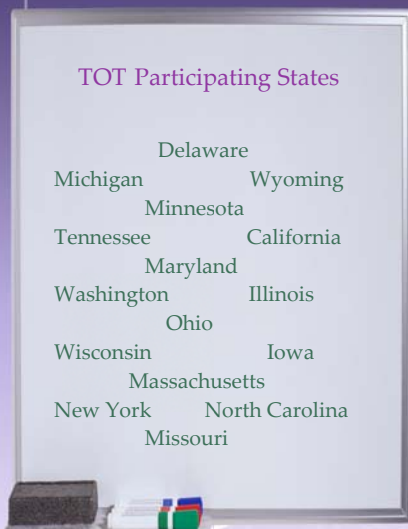 TOT Participating States
Delaware
Michigan Wyoming
Minnesota
Tennessee California
Maryland
Washington Illinois
Ohio
Wisconsin Iowa
Massachusetts
New York North Carolina
Missouri